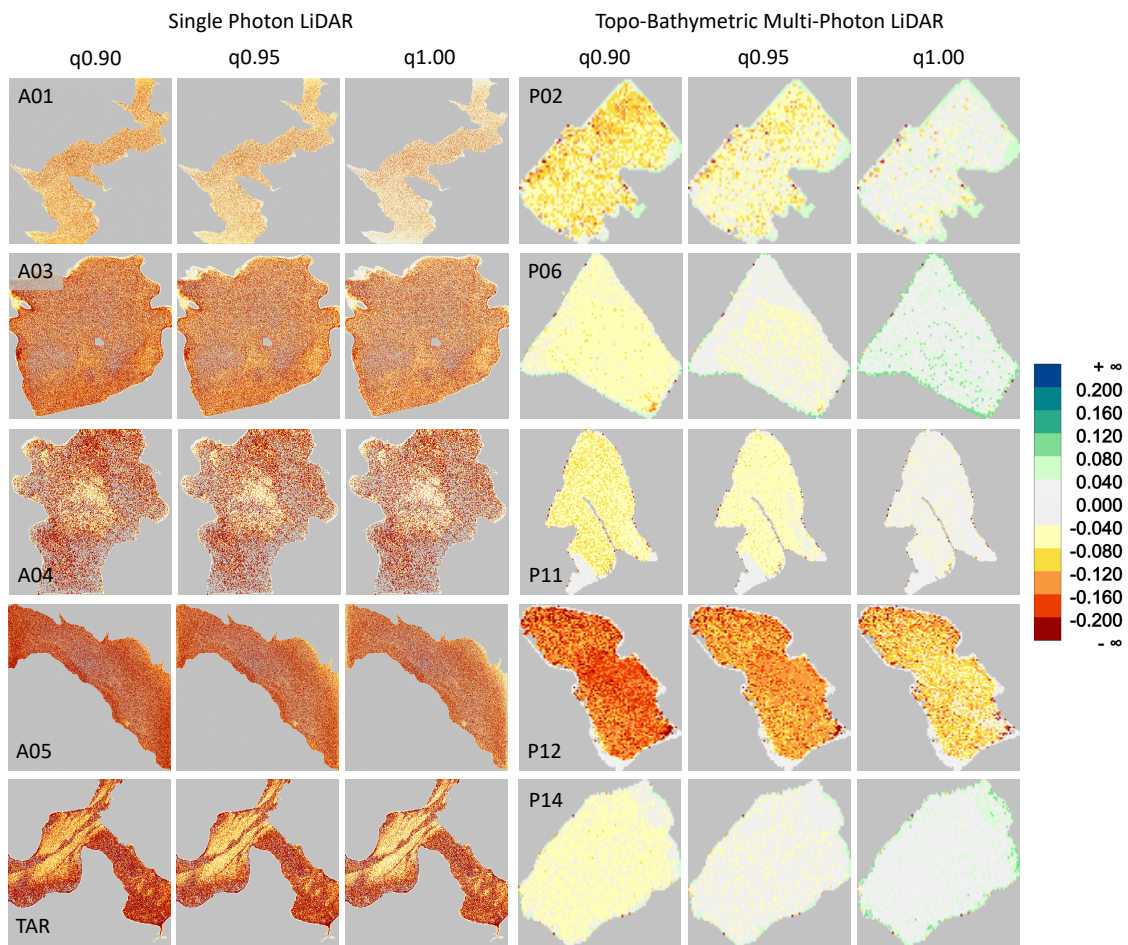 Single Photon LiDAR
Topo-Bathymetric Multi-Photon LiDAR
q0.90 q0.95 q1.00 q0.90 q0.95 q1.00
A01 P02
A03 P06
A04 P11
A05 P12
TAR P14
+ ∞
0.200
0.160
0.120
0.080
0.040
0.000
-0.040
-0.080
-0.120
-0.160
-0.200
- ∞